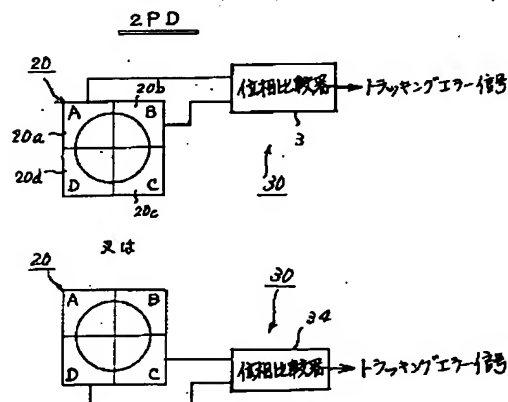 2PD
20
A
20b
B
20a
20d
D
C
20c
位相比較器
3
30
トラッキングエラー信号
又は
20
A
B
D
C
30
34
位相比較器
トラッキングエラー信号